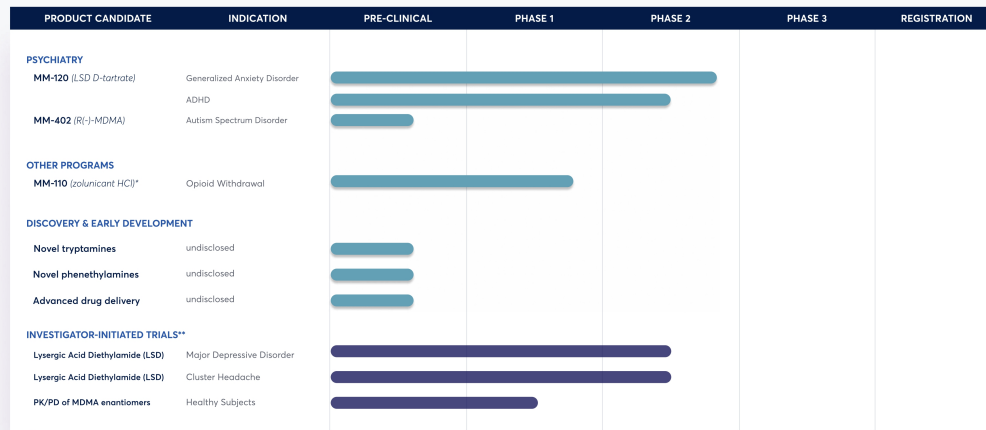 PRODUCT CANDIDATE INDICATION PRE-CLINICAL PHASE 1 PHASE 2 PHASE 3 REGISTRATION
PSYCHIATRY
MM-120 (LSD D-tartrate) Generalized Anxiety Disorder
ADHD
MM-402 (R(-)-MDMA) Autism Spectrum Disorder
OTHER PROGRAMS
MM-110 (zolunicant HCl)* Opioid Withdrawal
DISCOVERY & EARLY DEVELOPMENT
Novel tryptamines undisclosed
Novel phenethylamines undisclosed
Advanced drug delivery undisclosed
INVESTIGATOR-INITIATED TRIALS**
Lysergic Acid Diethylamide (LSD) Major Depressive Disorder
Lysergic Acid Diethylamide (LSD) Cluster Headache
PK/PD of MDMA enantiomers Healthy Subjects